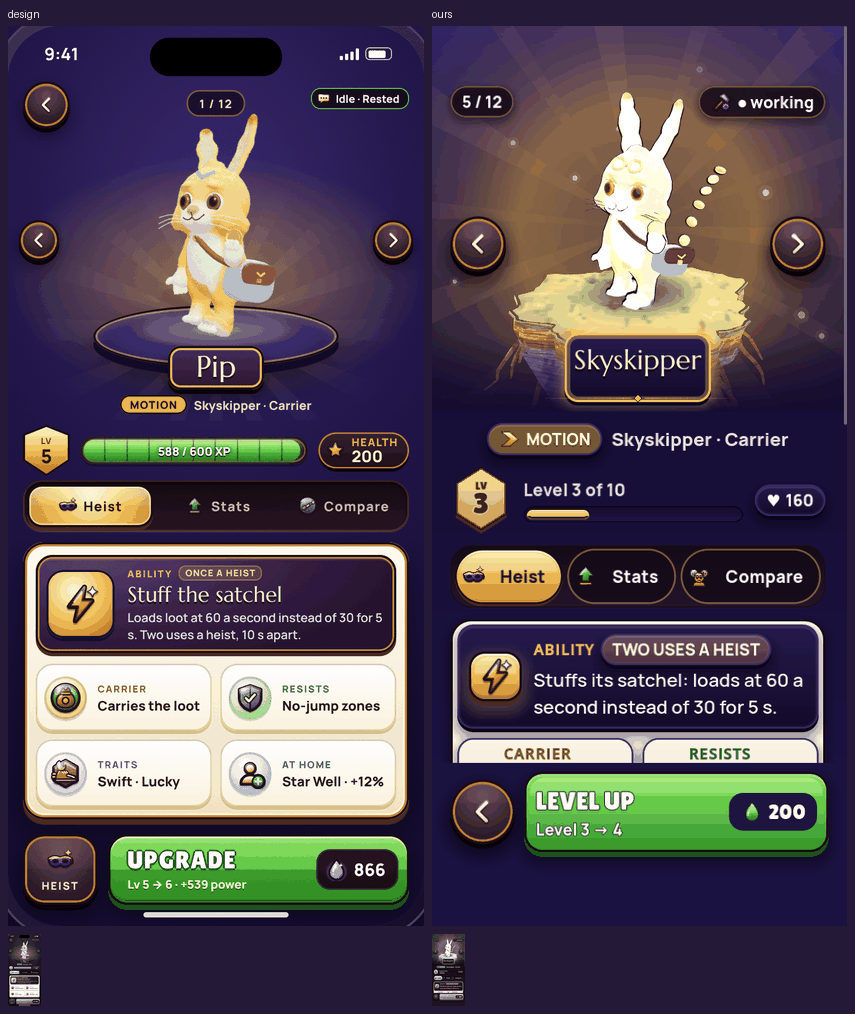 design
9:41
1 / 12
Idle · Rested
Pip
MOTION
Skyskipper · Carrier
LV
5
588 / 600 XP
HEALTH
200
Heist
Stats
Compare
ABILITY
ONCE A HEIST
Stuff the satchel
Loads loot at 60 a second instead of 30 for 5
s. Two uses a heist, 10 s apart.
CARRIER
Carries the loot
RESISTS
No-jump zones
TRAITS
Swift · Lucky
AT HOME
Star Well · +12%
HEIST
UPGRADE
Lv 5 → 6 · +539 power
866
ours
5 / 12
● working
Skyskipper
MOTION
Skyskipper · Carrier
LV
3
Level 3 of 10
♥ 160
Heist
Stats
Compare
ABILITY
TWO USES A HEIST
Stuffs its satchel: loads at 60 a
second instead of 30 for 5 s.
CARRIER
RESISTS
LEVEL UP
Level 3 → 4
200